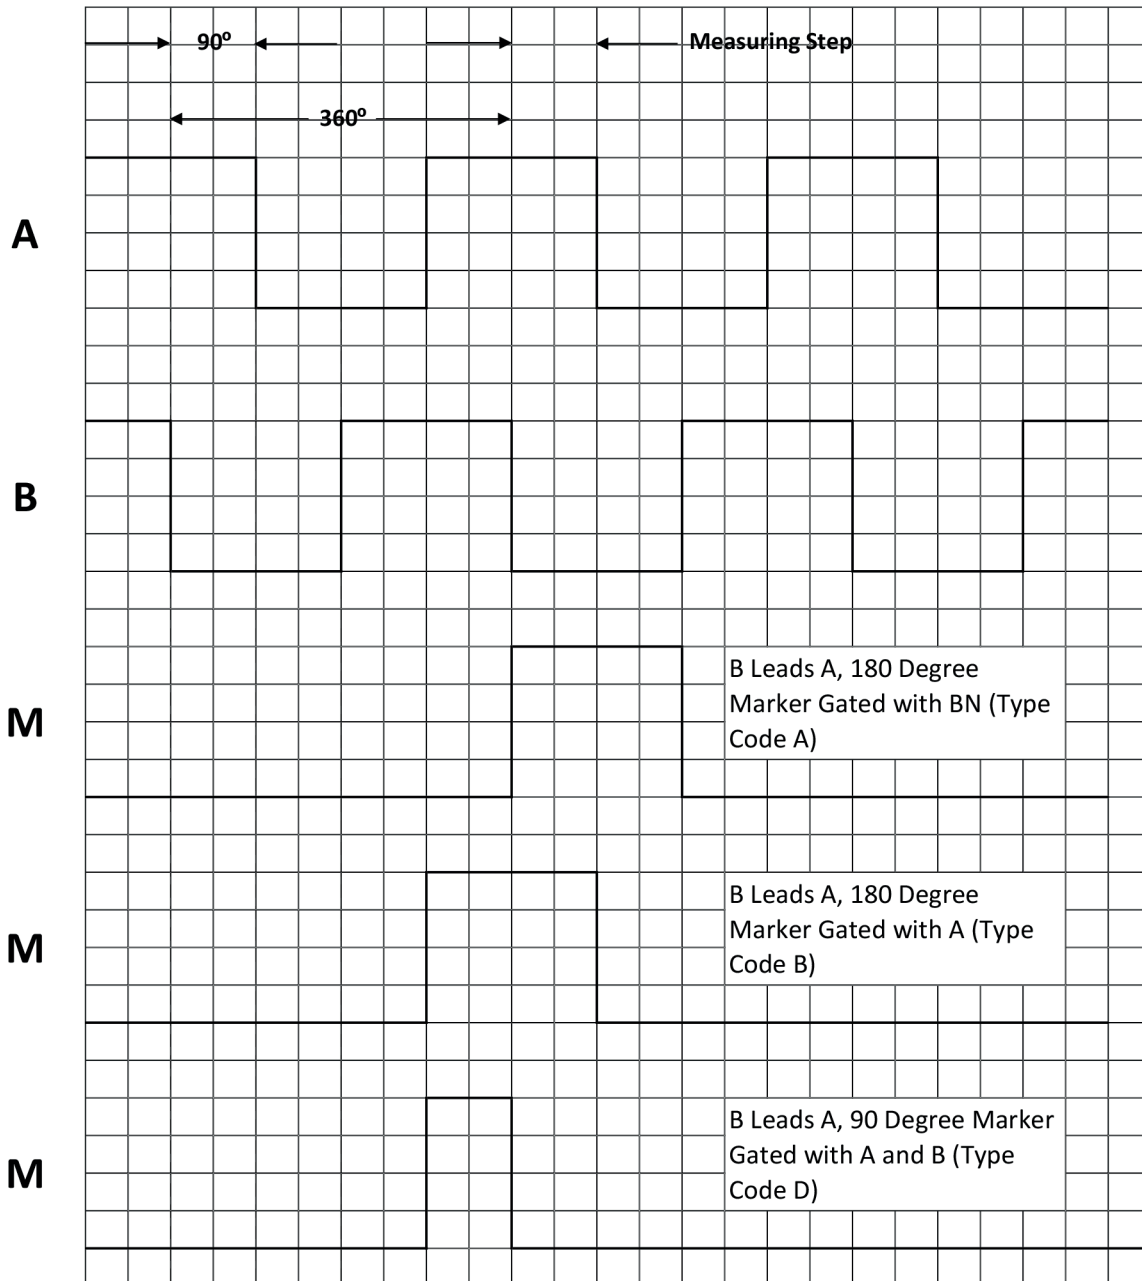 90º
Measuring Step
360º
A
B
M
B Leads A, 180 Degree
Marker Gated with BN (Type
Code A)
M
B Leads A, 180 Degree
Marker Gated with A (Type
Code B)
M
B Leads A, 90 Degree Marker
Gated with A and B (Type
Code D)